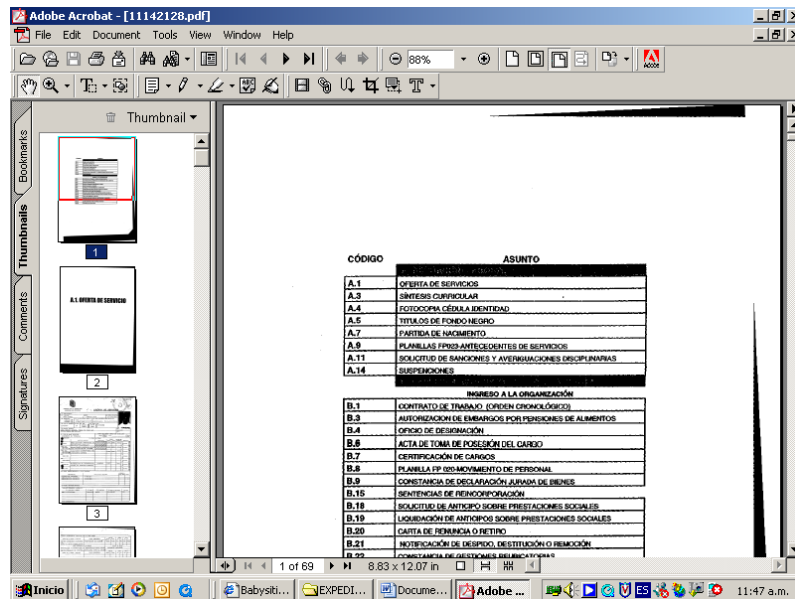 Adobe Acrobat - [11142128.pdf]
File Edit Document Tools View Window Help
88%
Adobe
Bookmarks
Thumbnails
Comments
Signatures
Thumbnail
1
A.1. OFERTA DE SERVICIO
2
3
CÓDIGO ASUNTO
A.1 OFERTA DE SERVICIOS
A.3 SÍNTESIS CURRICULAR
A.4 FOTOCOPIA CÉDULA IDENTIDAD
A.5 TITULOS DE FONDO NEGRO
A.7 PARTIDA DE NACIMIENTO
A.9 PLANILLAS FP023-ANTECEDENTES DE SERVICIOS
A.11 SOLICITUD DE SANCIONES Y AVERIGUACIONES DISCIPLINARIAS
A.14 SUSPENCIONES
INGRESO A LA ORGANIZACIÓN
B.1 CONTRATO DE TRABAJO (ORDEN CRONOLÓGICO)
B.3 AUTORIZACION DE EMBARGOS POR PENSIONES DE ALIMENTOS
B.4 OFICIO DE DESIGNACIÓN
B.6 ACTA DE TOMA DE POSESIÓN DEL CARGO
B.7 CERTIFICACIÓN DE CARGOS
B.8 PLANILLA FP 020-MOVIMIENTO DE PERSONAL
B.9 CONSTANCIA DE DECLARACIÓN JURADA DE BIENES
B.15 SENTENCIAS DE REINCORPORACIÓN
B.18 SOLICITUD DE ANTICIPO SOBRE PRESTACIONES SOCIALES
B.19 LIQUIDACIÓN DE ANTICIPOS SOBRE PRESTACIONES SOCIALES
B.20 CARTA DE RENUNCIA O RETIRO
B.21 NOTIFICACIÓN DE DESPIDO, DESTITUCIÓN O REMOCIÓN
B.22 CONSTANCIA DE GESTIONES REUBICATORIAS
1 of 69 8.83 x 12.07 in
Inicio Babysiti... EXPEDI... Docume... Adobe ... ES 11:47 a.m.